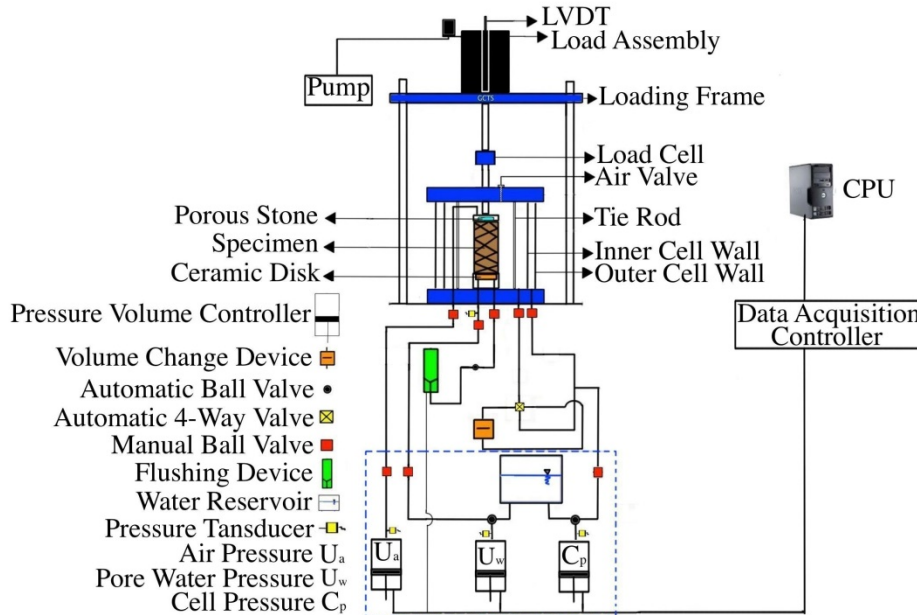 LVDT
Load Assembly
Pump
GCTS
Loading Frame
Load Cell
Air Valve
CPU
Porous Stone
Tie Rod
Specimen
Inner Cell Wall
Ceramic Disk
Outer Cell Wall
Pressure Volume Controller
Data Acquisition
Controller
Volume Change Device
Automatic Ball Valve
Automatic 4-Way Valve
Manual Ball Valve
Flushing Device
Water Reservoir
Pressure Tansducer
Air Pressure Ua
Pore Water Pressure Uw
Cell Pressure Cp
Ua
Uw
Cp